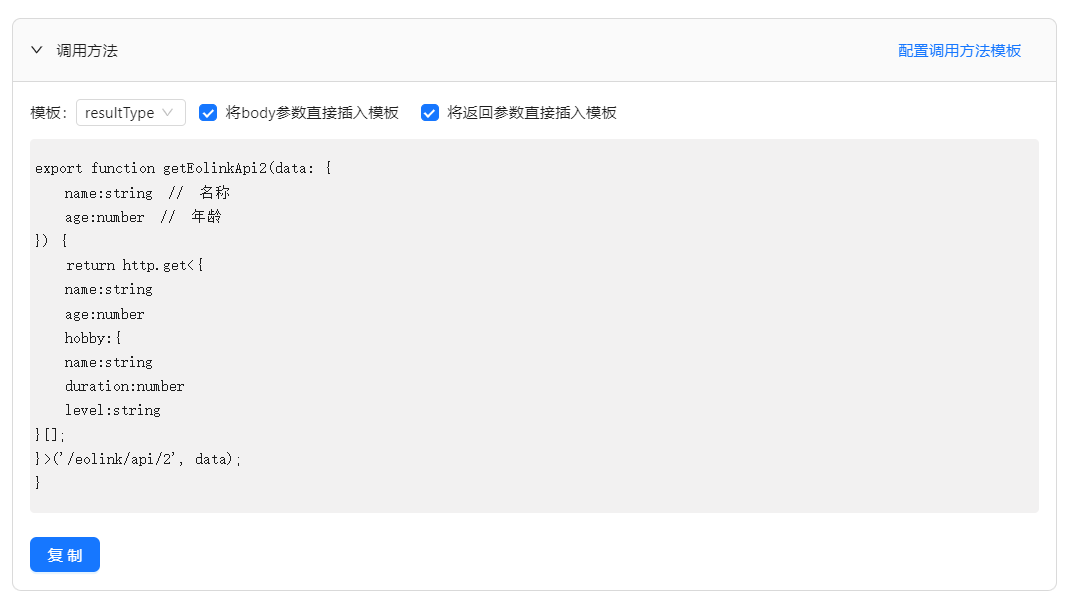 调用方法
配置调用方法模板
模板: resultType 将body参数直接插入模板 将返回参数直接插入模板
export function getEolinkApi2(data: {
    name:string  //  名称
    age:number  //  年龄
}) {
    return http.get<{
    name:string
    age:number
    hobby:{
    name:string
    duration:number
    level:string
}[];
}>('/eolink/api/2', data);
}
复制